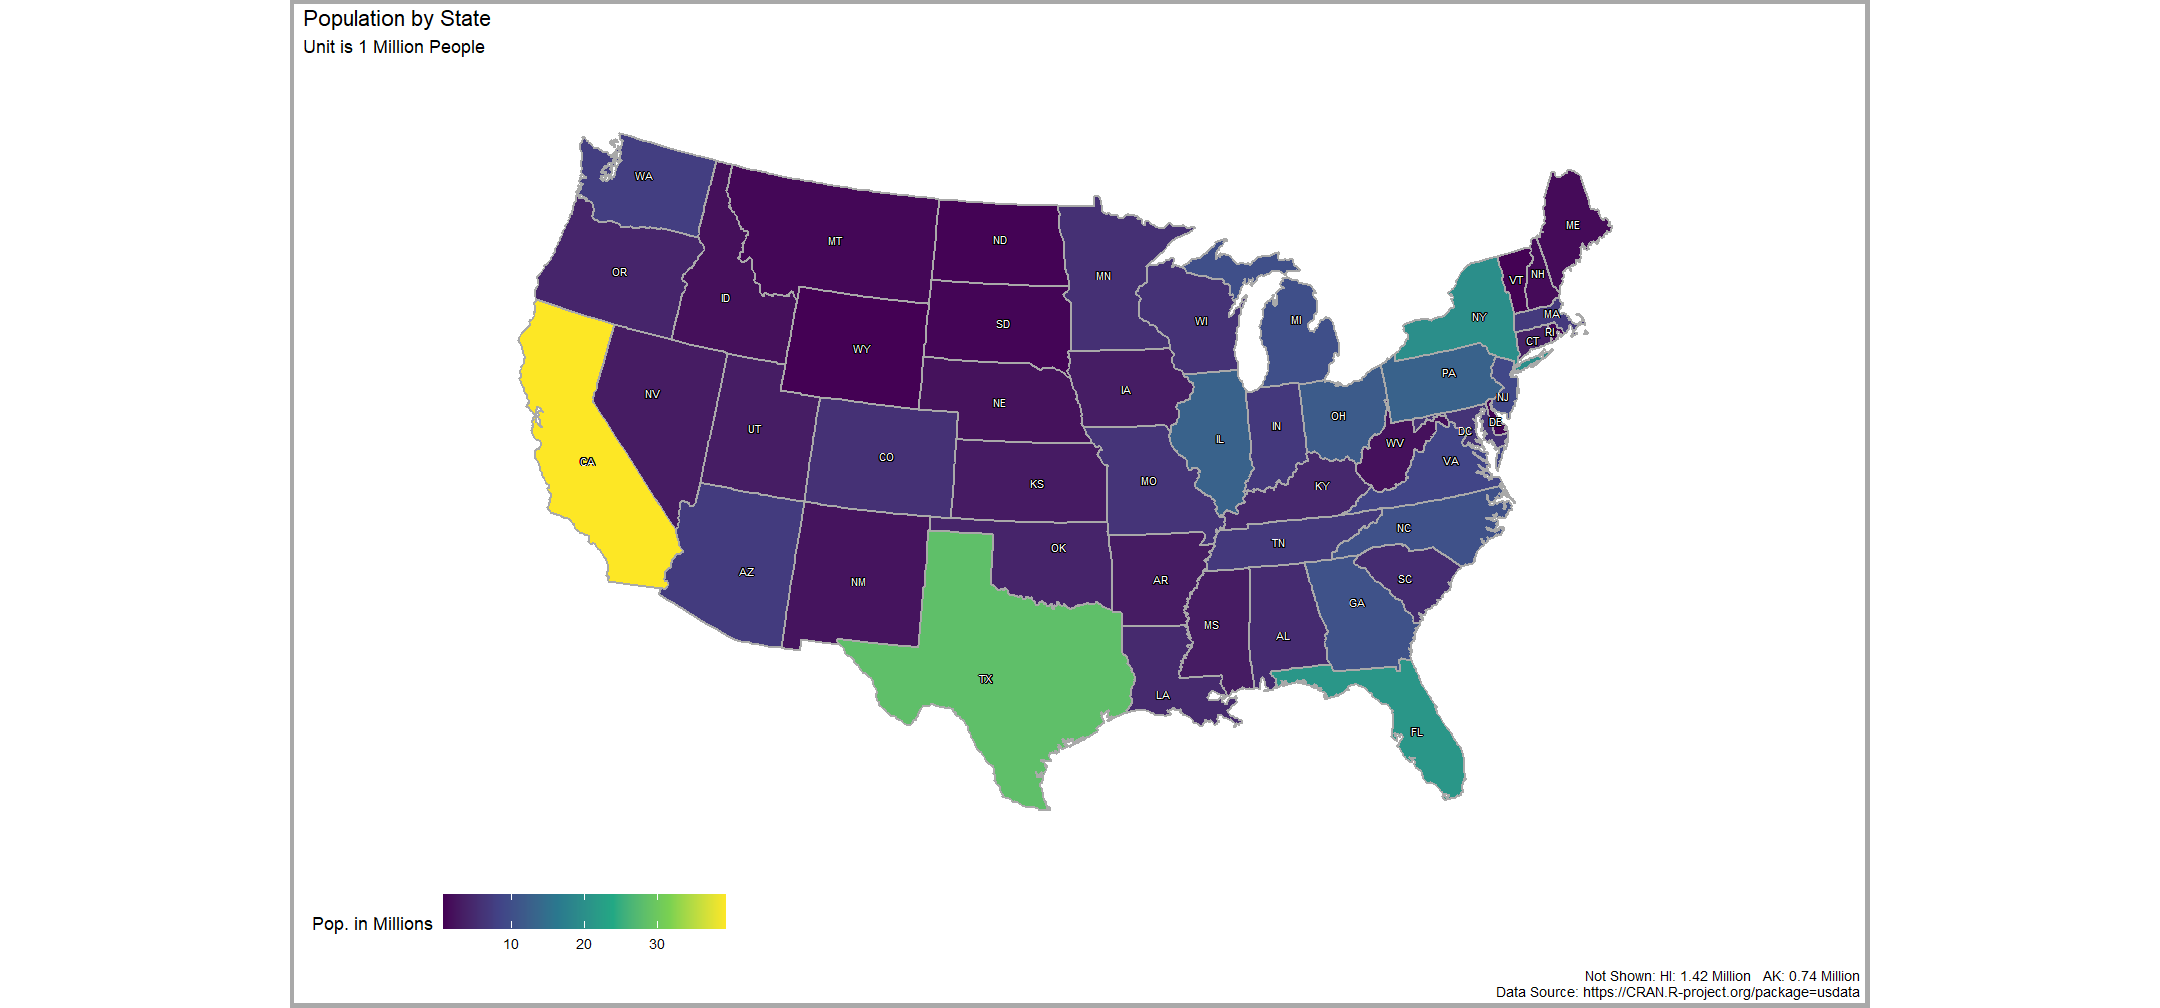 Population by State
Unit is 1 Million People
WA
ME
MT
ND
OR
MN
VT
NH
ID
SD
WI
MI
NY
MA
RI
CT
WY
PA
NV
NE
IA
NJ
UT
OH
DE
CO
IL
IN
WV
DC
CA
KS
MO
KY
VA
AZ
NM
OK
AR
TN
NC
SC
GA
MS
AL
TX
LA
FL
Pop. in Millions
10 20 30
Not Shown: HI: 1.42 Million AK: 0.74 Million
Data Source: https://CRAN.R-project.org/package=usdata